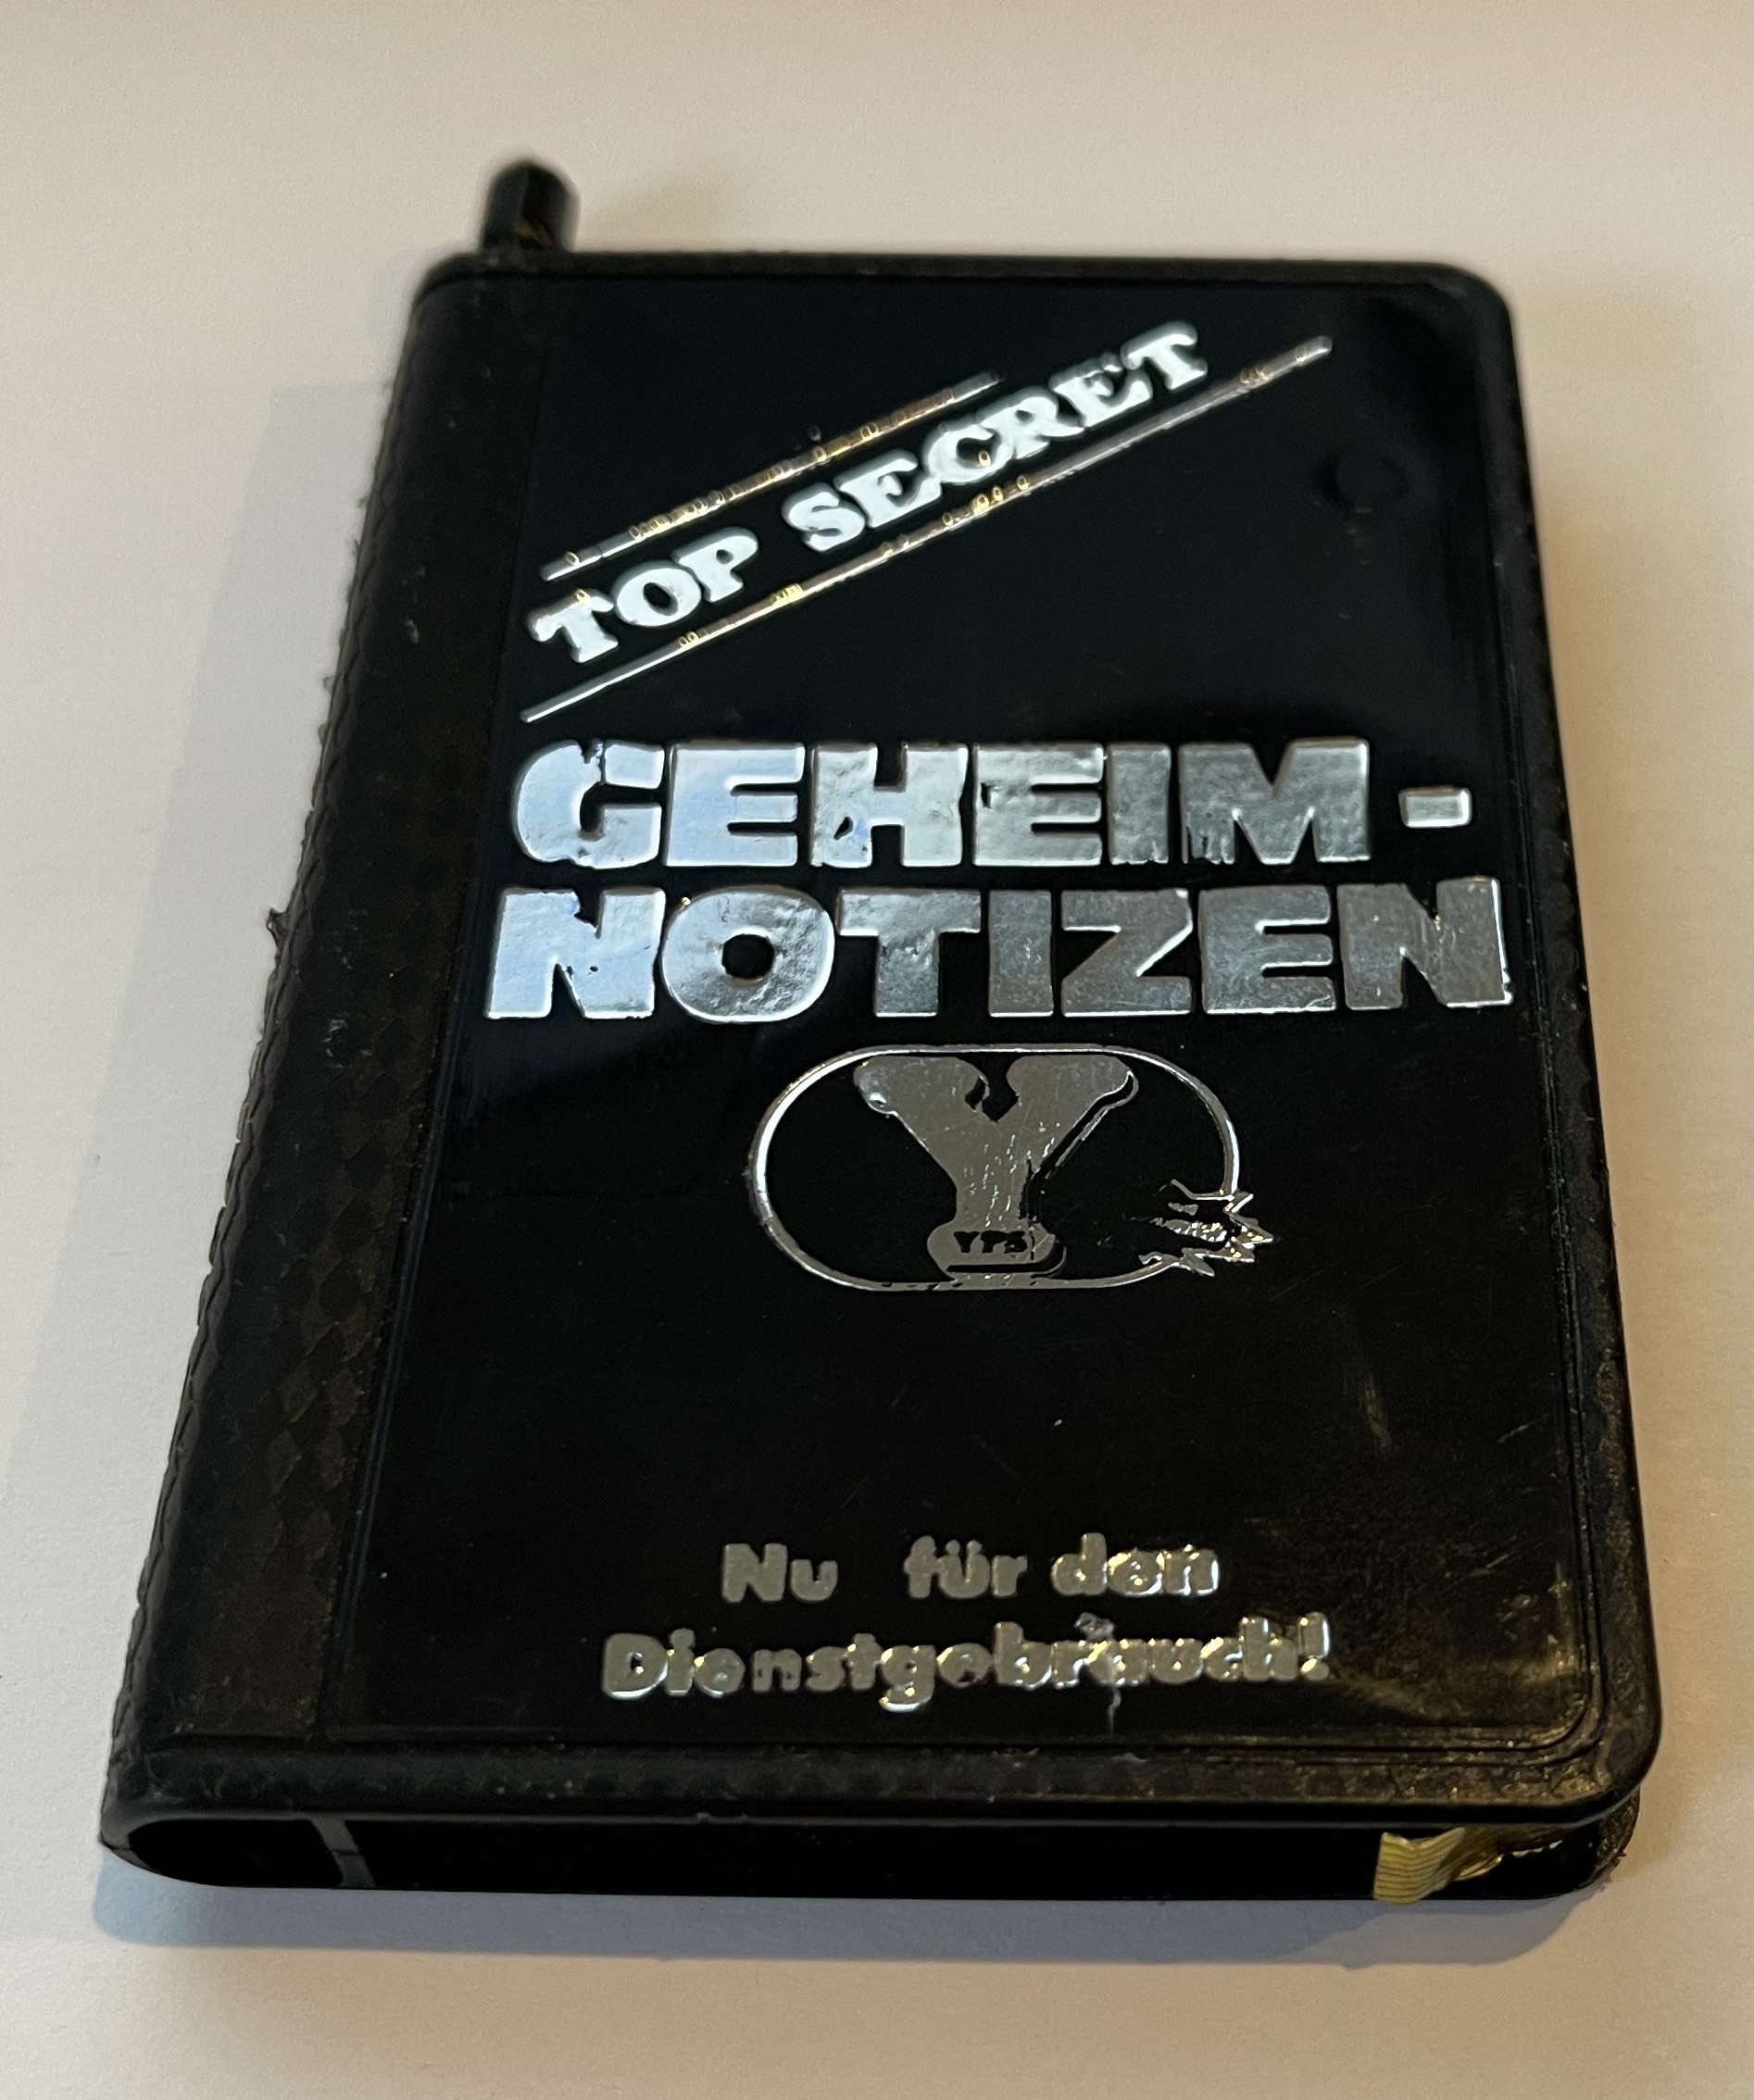 TOP SECRET
GEHEIM-
NOTIZEN
Y
YPS
Nu für den
Dienstgebrauch!